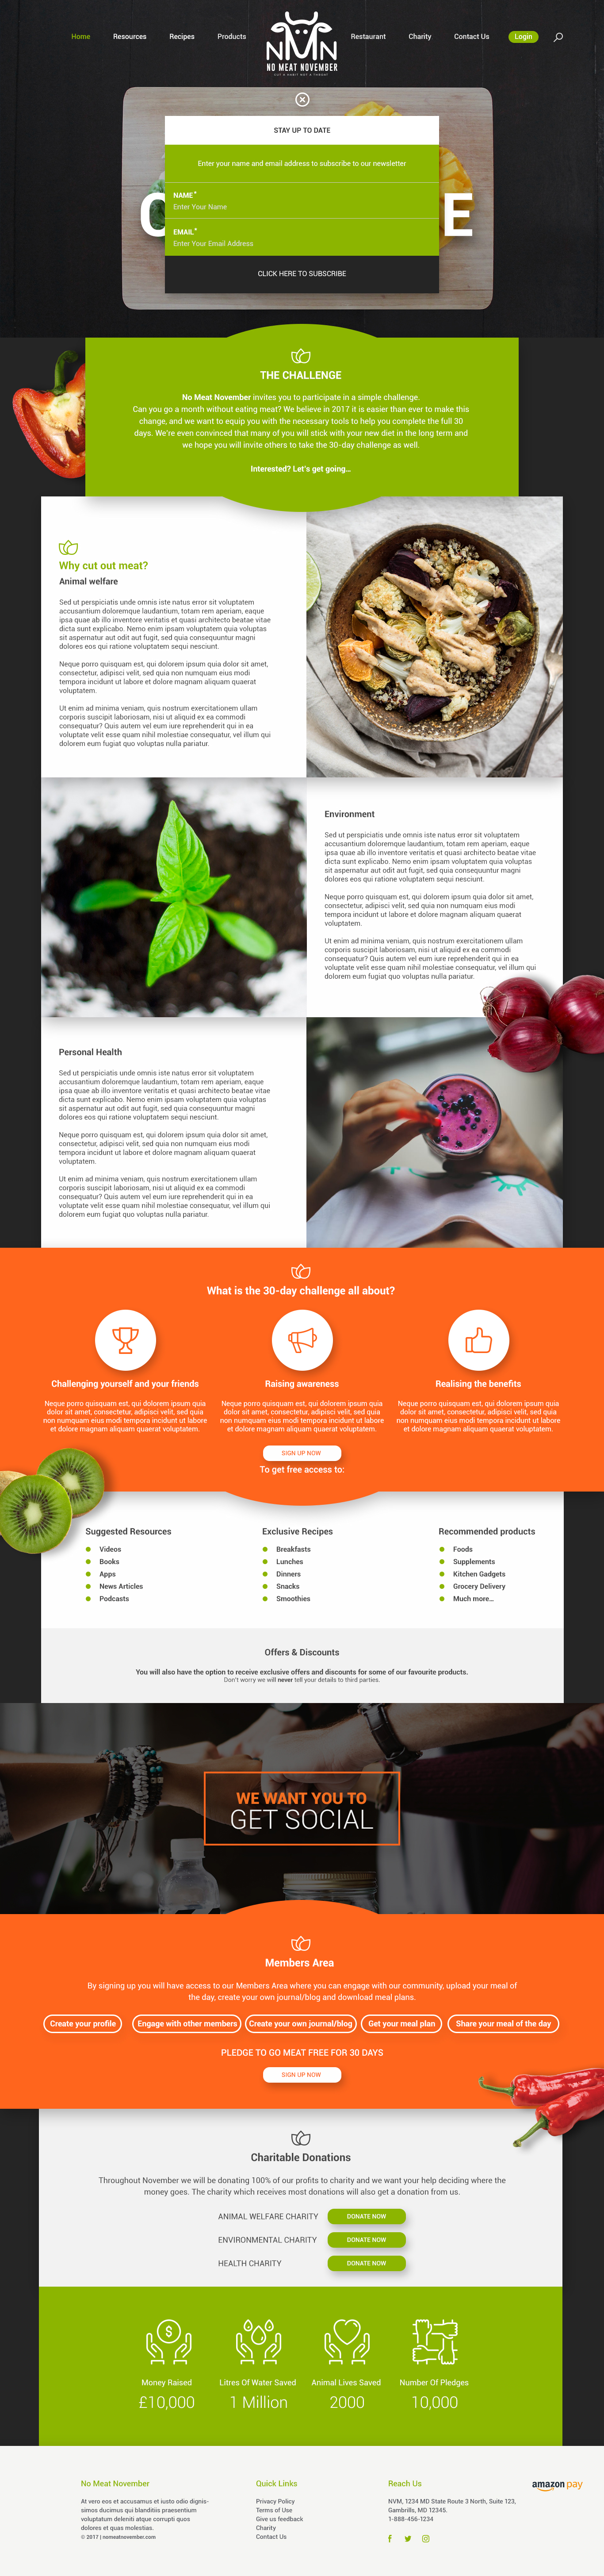 Home
Resources
Recipes
Products
NMN
NO MEAT NOVEMBER
CUT A HABIT NOT A THROAT
Restaurant
Charity
Contact Us
Login
STAY UP TO DATE
Enter your name and email address to subscribe to our newsletter
NAME*
Enter Your Name
EMAIL*
Enter Your Email Address
CLICK HERE TO SUBSCRIBE
E
THE CHALLENGE
No Meat November invites you to participate in a simple challenge.
Can you go a month without eating meat? We believe in 2017 it is easier than ever to make this
change, and we want to equip you with the necessary tools to help you complete the full 30
days. We're even convinced that many of you will stick with your new diet in the long term and
we hope you will invite others to take the 30-day challenge as well.
Interested? Let's get going...
Why cut out meat?
Animal welfare
Sed ut perspiciatis unde omnis iste natus error sit voluptatem
accusantium doloremque laudantium, totam rem aperiam, eaque
ipsa quae ab illo inventore veritatis et quasi architecto beatae vitae
dicta sunt explicabo. Nemo enim ipsam voluptatem quia voluptas
sit aspernatur aut odit aut fugit, sed quia consequuntur magni
dolores eos qui ratione voluptatem sequi nesciunt.
Neque porro quisquam est, qui dolorem ipsum quia dolor sit amet,
consectetur, adipisci velit, sed quia non numquam eius modi
tempora incidunt ut labore et dolore magnam aliquam quaerat
voluptatem.
Ut enim ad minima veniam, quis nostrum exercitationem ullam
corporis suscipit laboriosam, nisi ut aliquid ex ea commodi
consequatur? Quis autem vel eum iure reprehenderit qui in ea
voluptate velit esse quam nihil molestiae consequatur, vel illum qui
dolorem eum fugiat quo voluptas nulla pariatur.
Environment
Sed ut perspiciatis unde omnis iste natus error sit voluptatem
accusantium doloremque laudantium, totam rem aperiam, eaque
ipsa quae ab illo inventore veritatis et quasi architecto beatae vitae
dicta sunt explicabo. Nemo enim ipsam voluptatem quia voluptas
sit aspernatur aut odit aut fugit, sed quia consequuntur magni
dolores eos qui ratione voluptatem sequi nesciunt.
Neque porro quisquam est, qui dolorem ipsum quia dolor sit amet,
consectetur, adipisci velit, sed quia non numquam eius modi
tempora incidunt ut labore et dolore magnam aliquam quaerat
voluptatem.
Ut enim ad minima veniam, quis nostrum exercitationem ullam
corporis suscipit laboriosam, nisi ut aliquid ex ea commodi
consequatur? Quis autem vel eum iure reprehenderit qui in ea
voluptate velit esse quam nihil molestiae consequatur, vel illum qui
dolorem eum fugiat quo voluptas nulla pariatur.
Personal Health
Sed ut perspiciatis unde omnis iste natus error sit voluptatem
accusantium doloremque laudantium, totam rem aperiam, eaque
ipsa quae ab illo inventore veritatis et quasi architecto beatae vitae
dicta sunt explicabo. Nemo enim ipsam voluptatem quia voluptas
sit aspernatur aut odit aut fugit, sed quia consequuntur magni
dolores eos qui ratione voluptatem sequi nesciunt.
Neque porro quisquam est, qui dolorem ipsum quia dolor sit amet,
consectetur, adipisci velit, sed quia non numquam eius modi
tempora incidunt ut labore et dolore magnam aliquam quaerat
voluptatem.
Ut enim ad minima veniam, quis nostrum exercitationem ullam
corporis suscipit laboriosam, nisi ut aliquid ex ea commodi
consequatur? Quis autem vel eum iure reprehenderit qui in ea
voluptate velit esse quam nihil molestiae consequatur, vel illum qui
dolorem eum fugiat quo voluptas nulla pariatur.
What is the 30-day challenge all about?
Challenging yourself and your friends
Neque porro quisquam est, qui dolorem ipsum quia
dolor sit amet, consectetur, adipisci velit, sed quia
non numquam eius modi tempora incidunt ut labore
et dolore magnam aliquam quaerat voluptatem.
Raising awareness
Neque porro quisquam est, qui dolorem ipsum quia
dolor sit amet, consectetur, adipisci velit, sed quia
non numquam eius modi tempora incidunt ut labore
et dolore magnam aliquam quaerat voluptatem.
Realising the benefits
Neque porro quisquam est, qui dolorem ipsum quia
dolor sit amet, consectetur, adipisci velit, sed quia
non numquam eius modi tempora incidunt ut labore
et dolore magnam aliquam quaerat voluptatem.
SIGN UP NOW
To get free access to:
Suggested Resources
Videos
Books
Apps
News Articles
Podcasts
Exclusive Recipes
Breakfasts
Lunches
Dinners
Snacks
Smoothies
Recommended products
Foods
Supplements
Kitchen Gadgets
Grocery Delivery
Much more...
Offers & Discounts
You will also have the option to receive exclusive offers and discounts for some of our favourite products.
Don't worry we will never tell your details to third parties.
WE WANT YOU TO
GET SOCIAL
Members Area
By signing up you will have access to our Members Area where you can engage with our community, upload your meal of
the day, create your own journal/blog and download meal plans.
Create your profile
Engage with other members
Create your own journal/blog
Get your meal plan
Share your meal of the day
PLEDGE TO GO MEAT FREE FOR 30 DAYS
SIGN UP NOW
Charitable Donations
Throughout November we will be donating 100% of our profits to charity and we want your help deciding where the
money goes. The charity which receives most donations will also get a donation from us.
ANIMAL WELFARE CHARITY
DONATE NOW
ENVIRONMENTAL CHARITY
DONATE NOW
HEALTH CHARITY
DONATE NOW
$
Money Raised
£10,000
Litres Of Water Saved
1 Million
Animal Lives Saved
2000
Number Of Pledges
10,000
No Meat November
At vero eos et accusamus et iusto odio dignis-
simos ducimus qui blanditiis praesentium
voluptatum deleniti atque corrupti quos
dolores et quas molestias.
© 2017 | nomeatnovember.com
Quick Links
Privacy Policy
Terms of Use
Give us feedback
Charity
Contact Us
Reach Us
NVM, 1234 MD State Route 3 North, Suite 123,
Gambrills, MD 12345.
1-888-456-1234
amazon pay